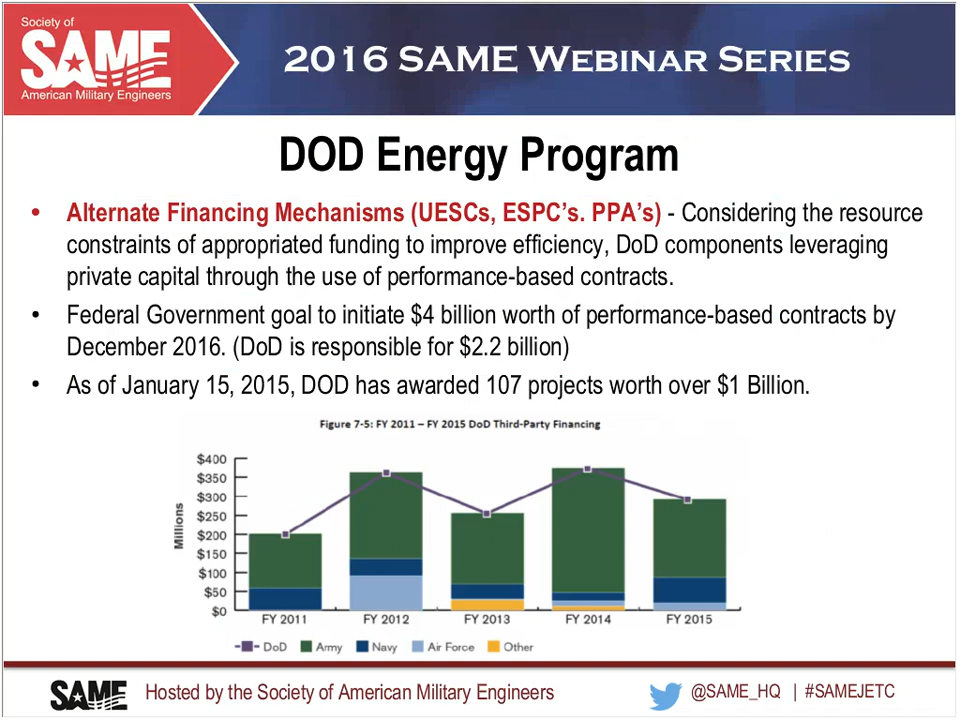 Society of
SAME
American Military Engineers
2016 SAME WEBINAR SERIES
DOD Energy Program
• Alternate Financing Mechanisms (UESCs, ESPC’s. PPA’s) - Considering the resource
constraints of appropriated funding to improve efficiency, DoD components leveraging
private capital through the use of performance-based contracts.
• Federal Government goal to initiate $4 billion worth of performance-based contracts by
December 2016. (DoD is responsible for $2.2 billion)
• As of January 15, 2015, DOD has awarded 107 projects worth over $1 Billion.
Figure 7-5: FY 2011 – FY 2015 DoD Third-Party Financing
Millions
$400
$350
$300
$250
$200
$150
$100
$50
$0
FY 2011 FY 2012 FY 2013 FY 2014 FY 2015
DoD Army Navy Air Force Other
SAME Hosted by the Society of American Military Engineers @SAME_HQ | #SAMEJETC